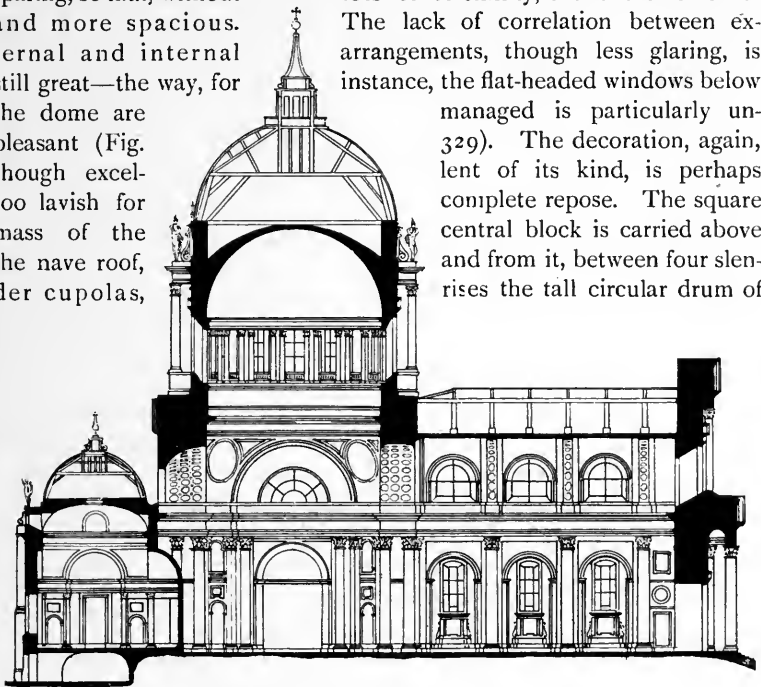 so that, without
and more spacious. The lack of correlation between ex-
ernal and internal arrangements, though less glaring, is
still great—the way, for instance, the flat-headed windows below
he dome are managed is particularly un-
leasant (Fig. 329). The decoration, again,
hough excel- lent of its kind, is perhaps
oo lavish for complete repose. The square
mass of the central block is carried above
he nave roof, and from it, between four slen-
der cupolas, rises the tall circular drum of